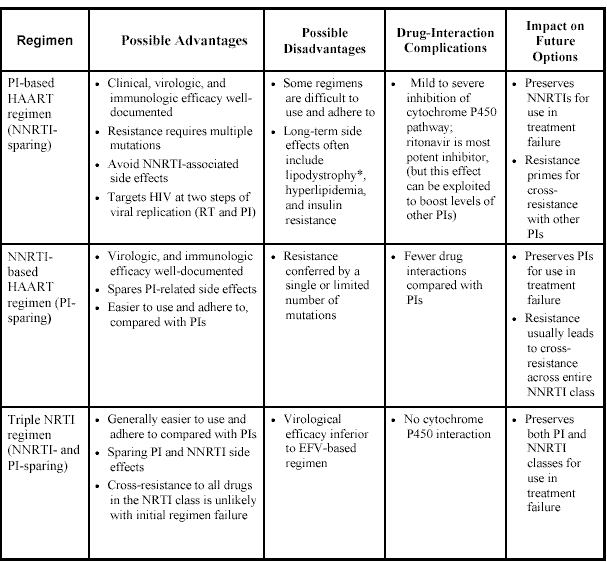 Regimen
Possible Advantages
Possible
Disadvantages
Drug-Interaction
Complications
Impact on
Future
Options
PI-based
HAART
regimen
(NNRTI-
sparing)
• Clinical, virologic, and
immunologic efficacy well-
documented
• Resistance requires multiple
mutations
• Avoid NNRTI-associated
side effects
• Targets HIV at two steps of
viral replication (RT and PI)
• Some regimens
are difficult to
use and adhere to
• Long-term side
effects often
include
lipodystrophy*,
hyperlipidemia,
and insulin
resistance
• Mild to severe
inhibition of
cytochrome P450
pathway;
ritonavir is most
potent inhibitor,
(but this effect
can be exploited
to boost levels of
other PIs)
• Preserves
NNRTIs for
use in
treatment
failure
• Resistance
primes for
cross-
resistance
with other
PIs
NNRTI-
based
HAART
regimen (PI-
sparing)
• Virologic, and immunologic
efficacy well-documented
• Spares PI-related side effects
• Easier to use and adhere to,
compared with PIs
• Resistance
conferred by a
single or limited
number of
mutations
• Fewer drug
interactions
compared with
PIs
• Preserves PIs
for use in
treatment
failure
• Resistance
usually leads
to cross-
resistance
across entire
NNRTI class
Triple NRTI
regimen
(NNRTI- and
PI-sparing)
• Generally easier to use and
adhere to compared with PIs
• Sparing PI and NNRTI side
effects
• Cross-resistance to all drugs
in the NRTI class is unlikely
with initial regimen failure
• Virological
efficacy inferior
to EFV-based
regimen
• No cytochrome
P450 interaction
• Preserves
both PI and
NNRTI
classes for
use in
treatment
failure